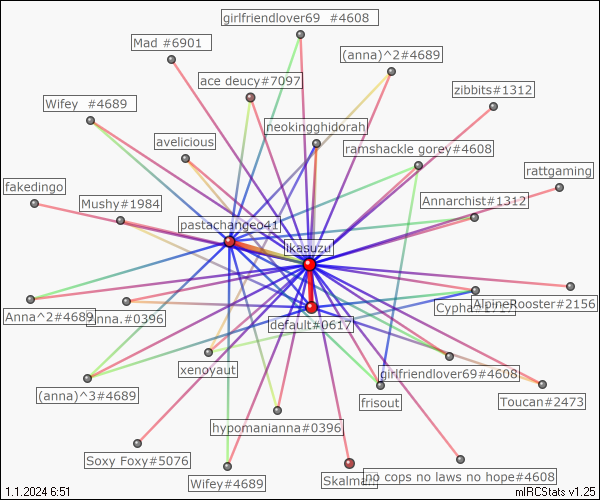 girlfriendlover69 #4608
Mad #6901
(anna)^2#4689
ace deucy#7097
zibbits#1312
Wifey #4689
neokingghidorah
avelicious
ramshackle gorey#4608
rattgaming
fakedingo
Mushy#1984
Annarchist#1312
pastachangeo41
ikasuzu
Anna^2#4689
anna.#0396
AlpineRooster#2156
default#0617
xenoyaut
girlfriendlover69#4608
(anna)^3#4689
frisout
Toucan#2473
hypomanianna#0396
Soxy Foxy#5076
Wifey#4689
Skalman
no cops no laws no hope#4608
1.1.2024 6:51
mIRCStats v1.25